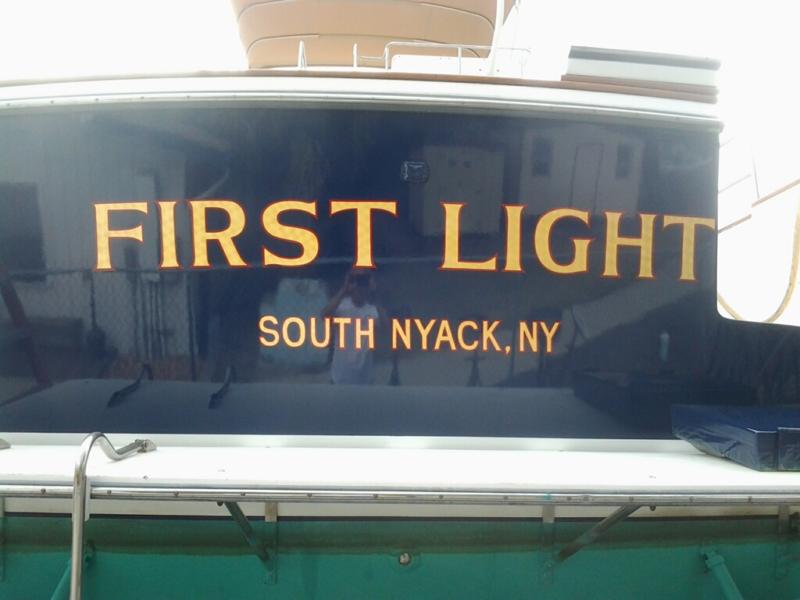 FIRST LIGHT
SOUTH NYACK, NY